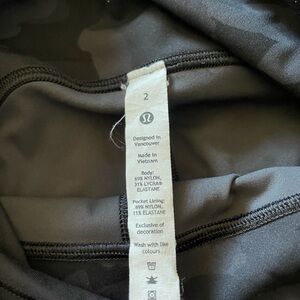 2
Designed in
Vancouver
Made in
Vietnam
Body:
69% NYLON,
31% LYCRA®
ELASTANE
Pocket Lining:
89% NYLON,
11% ELASTANE
Exclusive of
decoration
Wash with like
colours